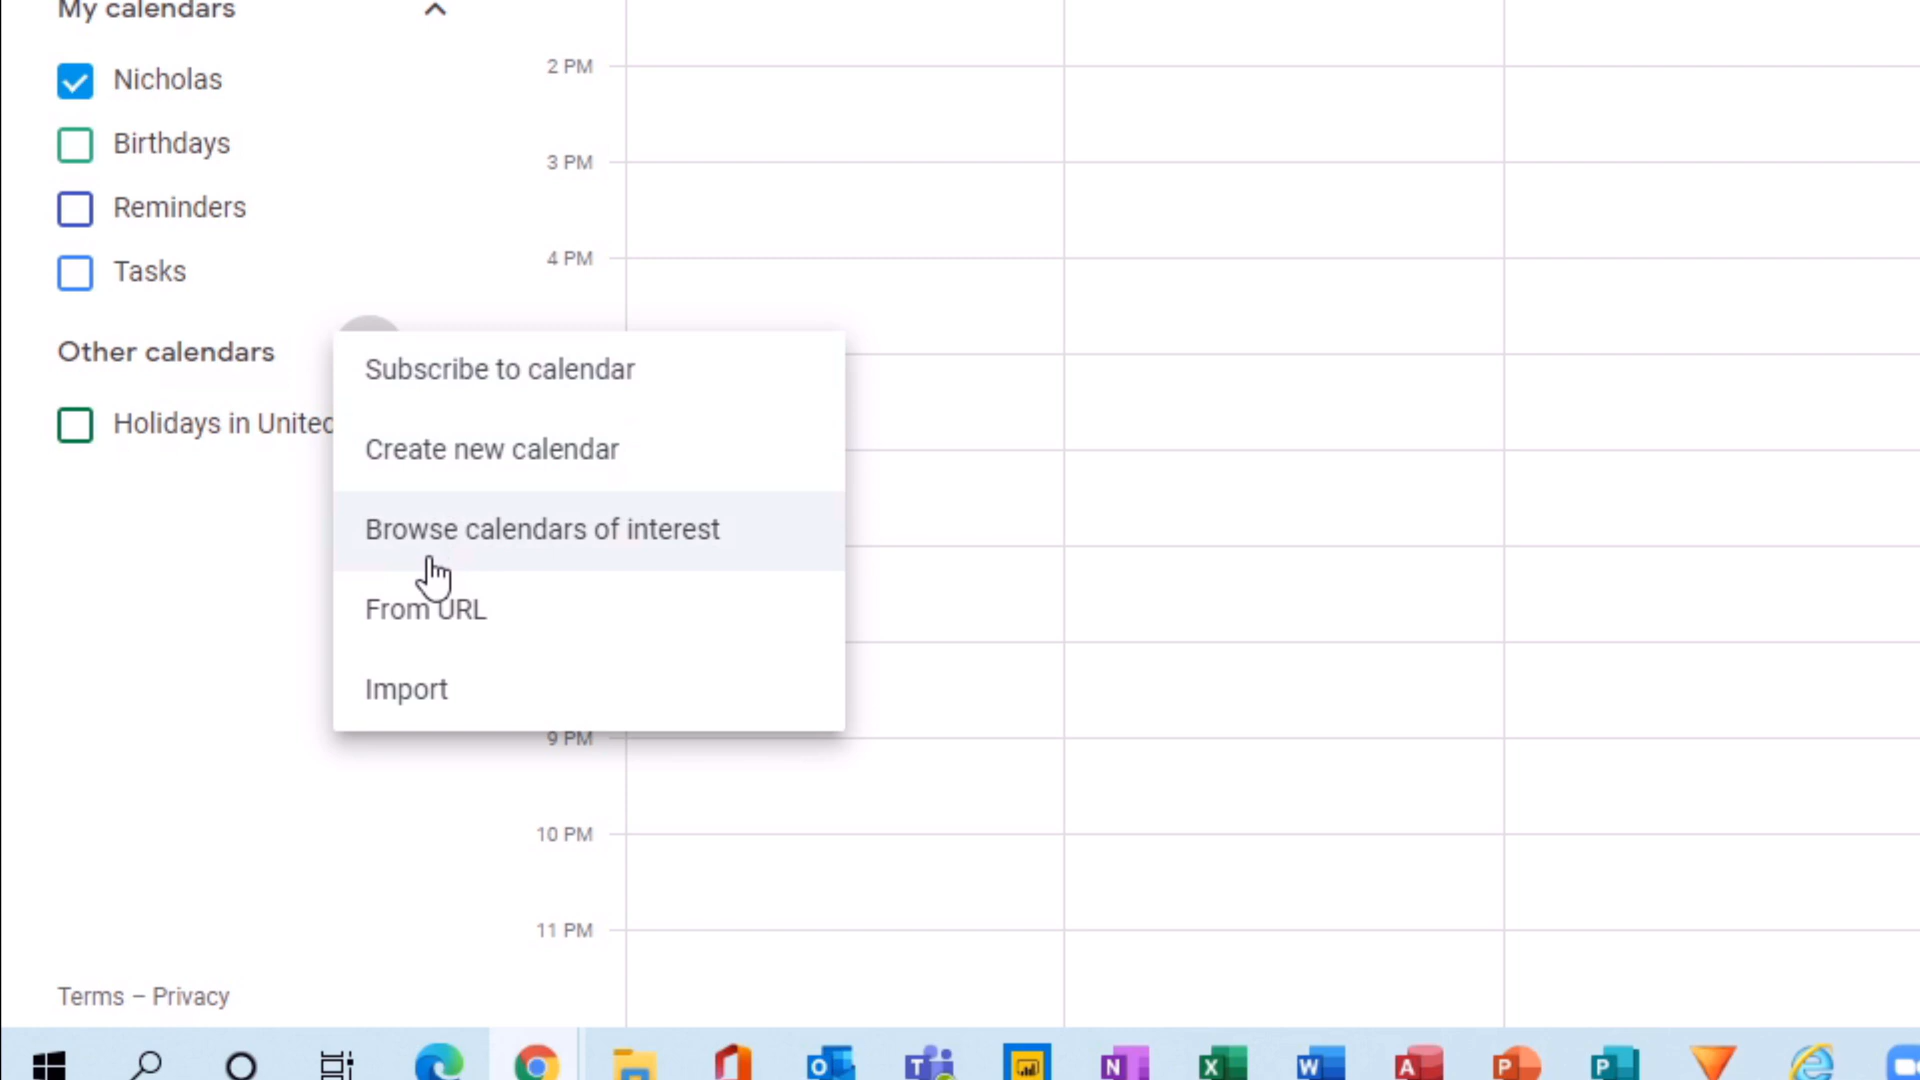 My calendars
Nicholas
Birthdays
Reminders
Tasks
Other calendars
Holidays in United
Subscribe to calendar
Create new calendar
Browse calendars of interest
From URL
Import
2 PM
3 PM
4 PM
9 PM
10 PM
11 PM
Terms – Privacy